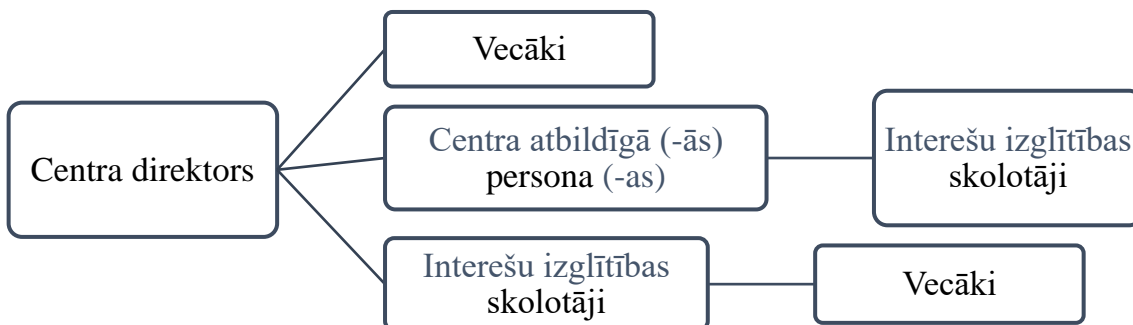 Vecāki
Centra direktors
Centra atbildīgā (-ās)
persona (-as)
Interešu izglītības
skolotāji
Interešu izglītības
skolotāji
Vecāki